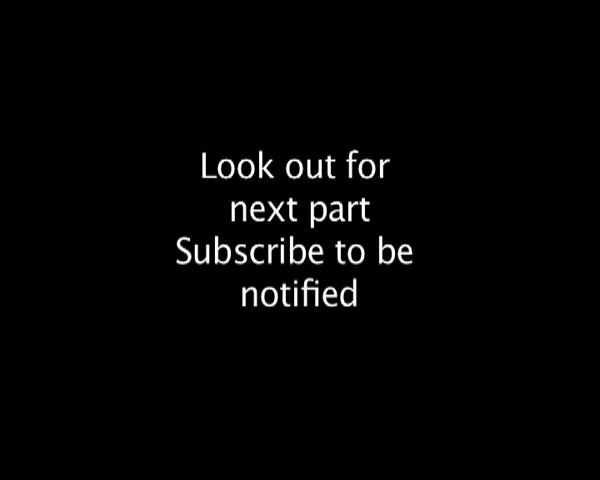 Look out for
next part
Subscribe to be
notified